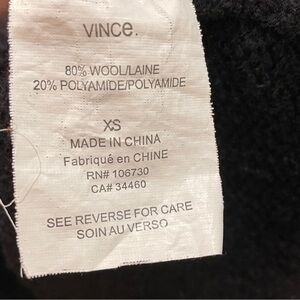 VINCE.
80% WOOL/LAINE
20% POLYAMIDE/POLYAMIDE
XS
MADE IN CHINA
Fabriqué en CHINE
RN# 106730
CA# 34460
SEE REVERSE FOR CARE
SOIN AU VERSO